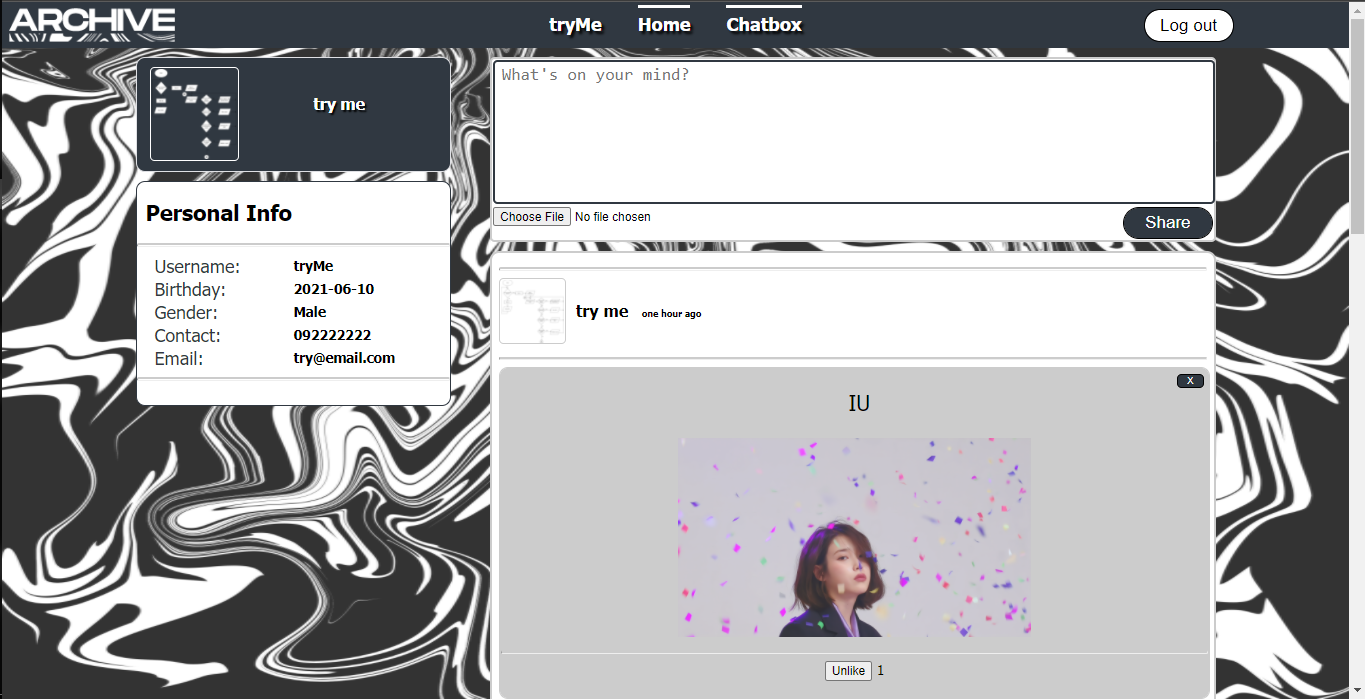 ARCHIVE
tryMe Home Chatbox
Log out
try me
Personal Info
Username: tryMe
Birthday: 2021-06-10
Gender: Male
Contact: 092222222
Email: try@email.com
What's on your mind?
Choose File No file chosen
Share
try me one hour ago
X
IU
Unlike 1